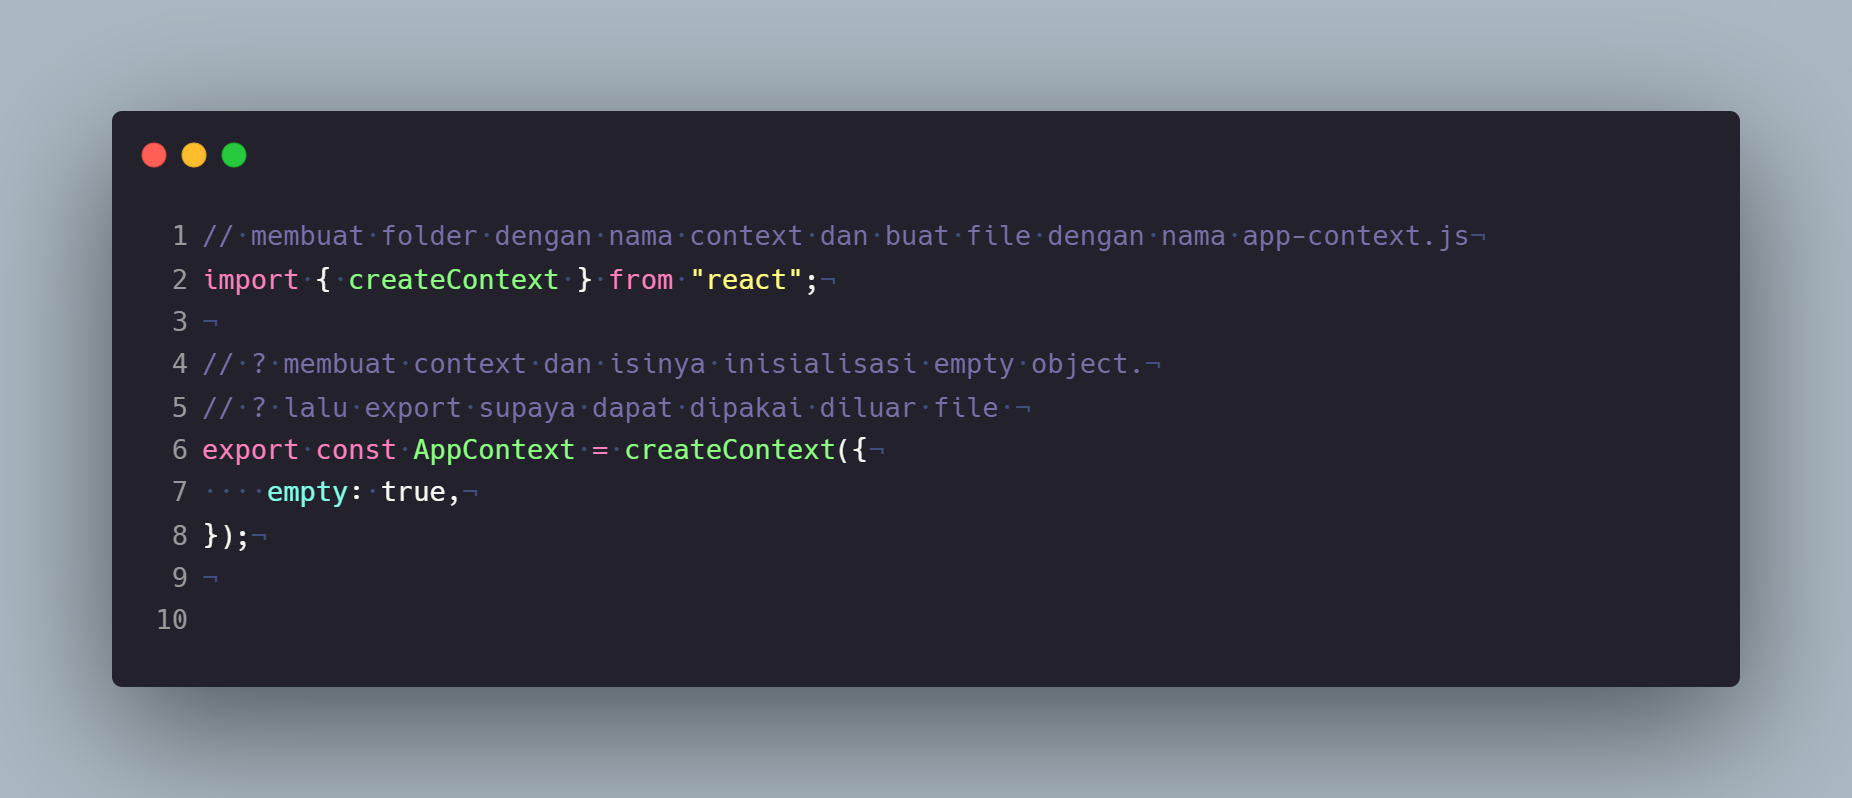 1 // membuat folder dengan nama context dan buat file dengan nama app-context.js¬
2 import { createContext } from "react";¬
3 ¬
4 // ? membuat context dan isinya inisialisasi empty object.¬
5 // ? lalu export supaya dapat dipakai diluar file ¬
6 export const AppContext = createContext({¬
7     empty: true,¬
8 });¬
9 ¬
10